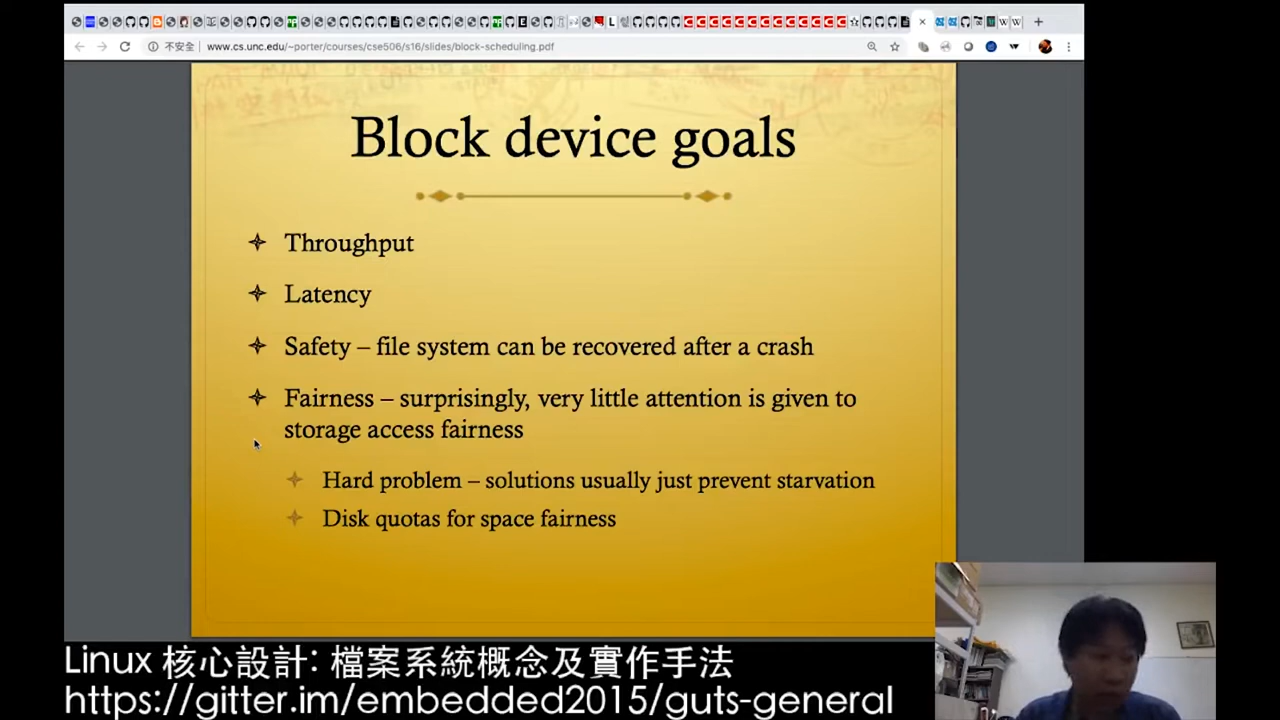 不安全
www.cs.unc.edu/~porter/courses/cse506/s16/slides/block-scheduling.pdf
Block device goals
Throughput
Latency
Safety – file system can be recovered after a crash
Fairness – surprisingly, very little attention is given to
storage access fairness
Hard problem – solutions usually just prevent starvation
Disk quotas for space fairness
Linux 核心設計: 檔案系統概念及實作手法
https://gitter.im/embedded2015/guts-general